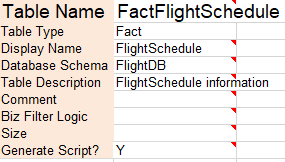 Table Name FactFlightSchedule
Table Type Fact
Display Name FlightSchedule
Database Schema FlightDB
Table Description FactSchedule information
Comment
Biz Filter Logic
Size
Generate Script? Y